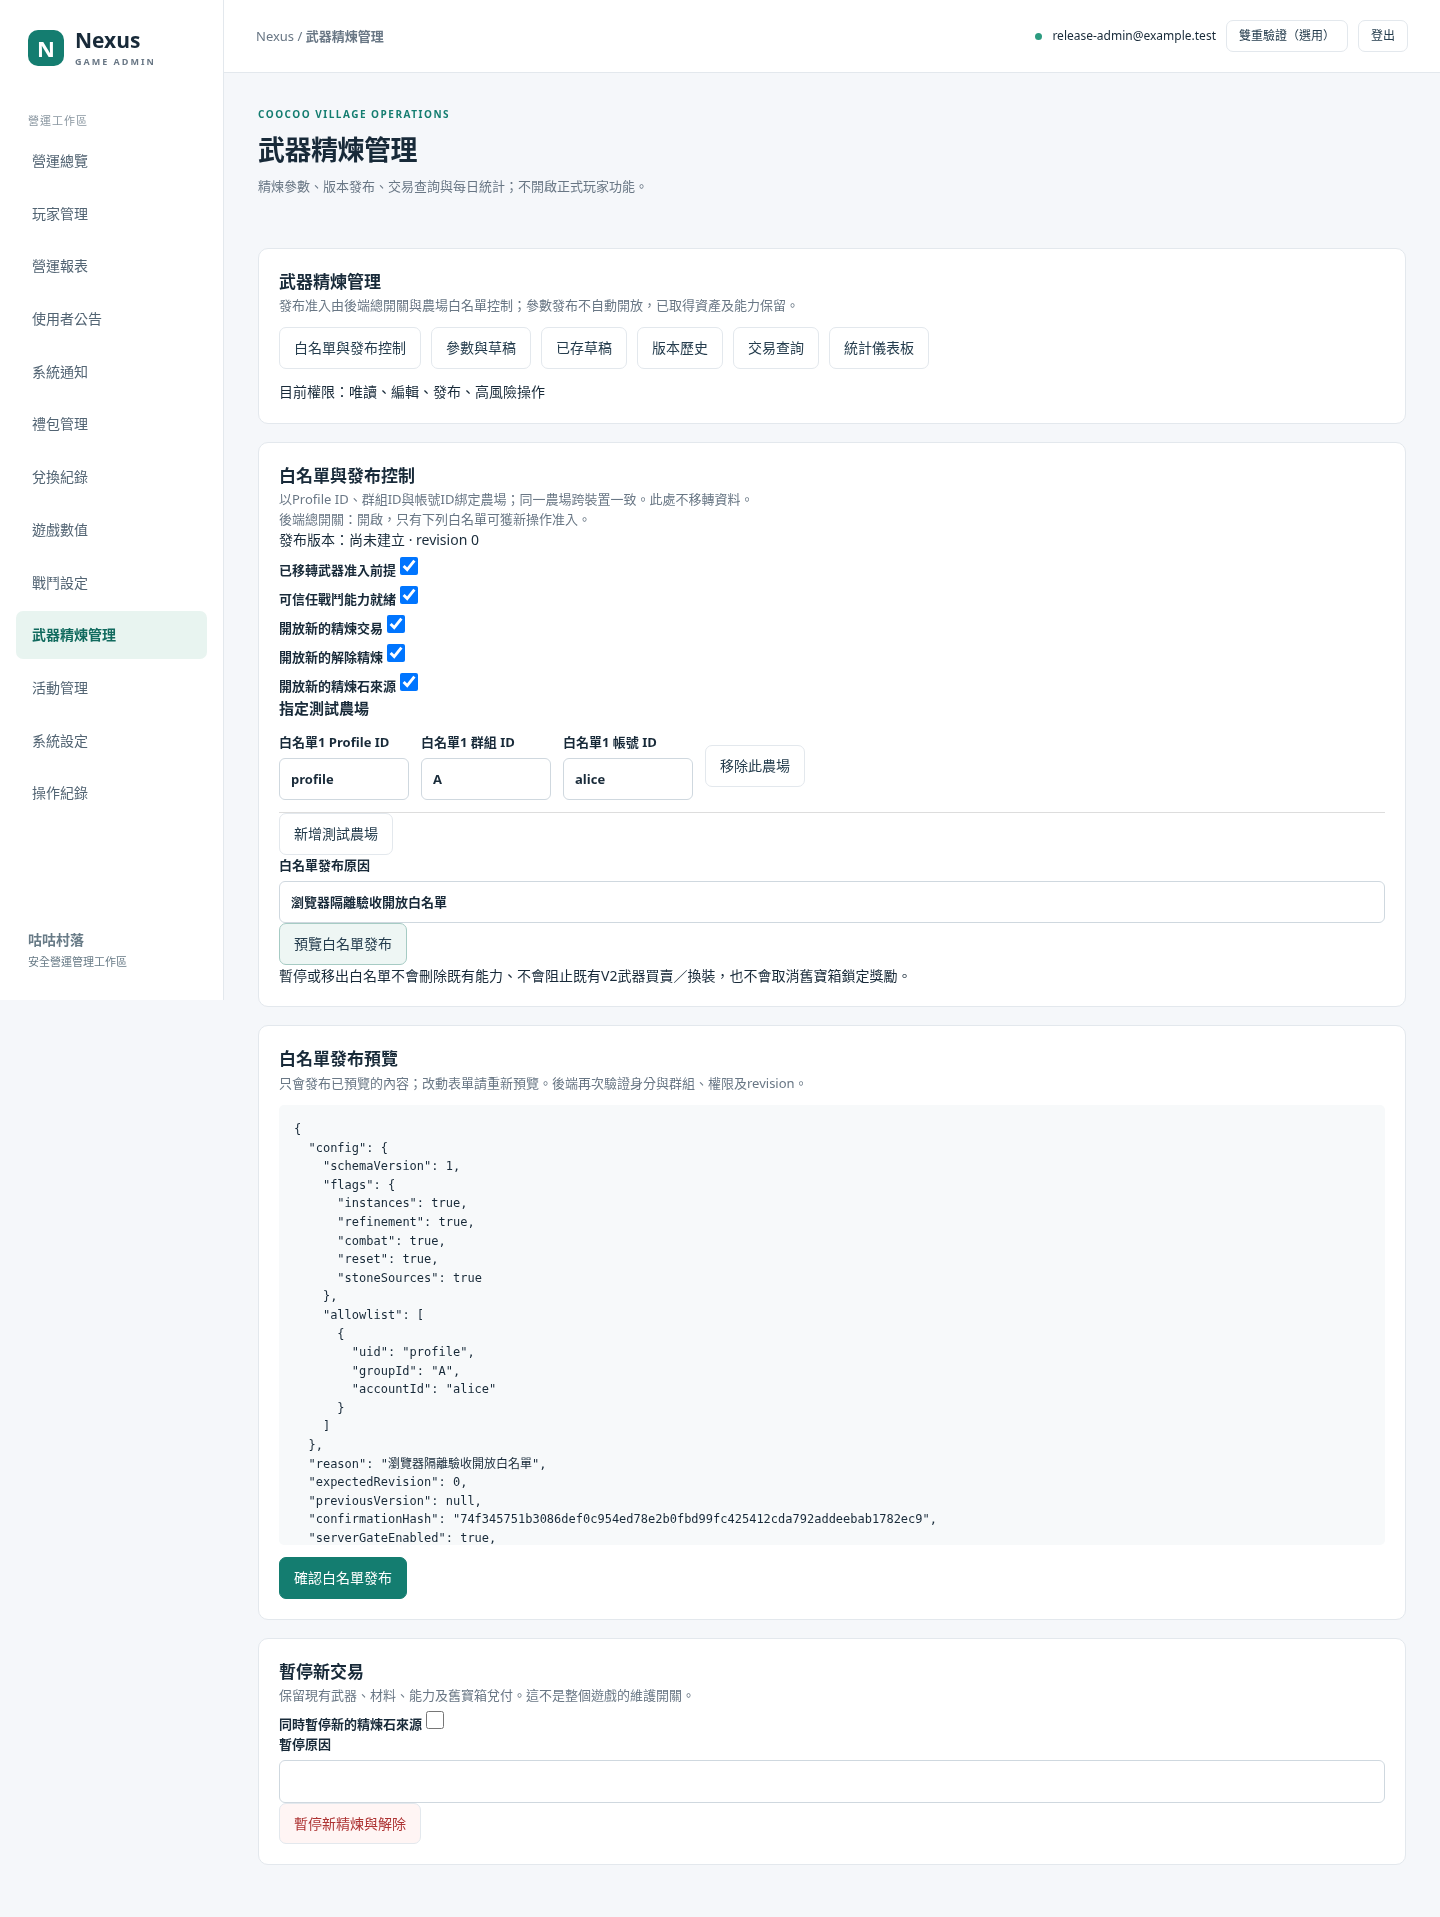 N
Nexus
GAME ADMIN
營運工作區
營運總覽
玩家管理
營運報表
使用者公告
系統通知
禮包管理
兌換紀錄
遊戲數值
戰鬥設定
武器精煉管理
活動管理
系統設定
操作紀錄
咕咕村落
安全營運管理工作區
Nexus / 武器精煉管理
release-admin@example.test
雙重驗證（選用）
登出
COOCOO VILLAGE OPERATIONS
武器精煉管理
精煉參數、版本發布、交易查詢與每日統計；不開啟正式玩家功能。
武器精煉管理
發布准入由後端總開關與農場白名單控制；參數發布不自動開放，已取得資產及能力保留。
白名單與發布控制
參數與草稿
已存草稿
版本歷史
交易查詢
統計儀表板
目前權限：唯讀、編輯、發布、高風險操作
白名單與發布控制
以Profile ID、群組ID與帳號ID綁定農場；同一農場跨裝置一致。此處不移轉資料。
後端總開關：開啟，只有下列白名單可獲新操作准入。
發布版本：尚未建立 · revision 0
已移轉武器准入前提
可信任戰鬥能力就緒
開放新的精煉交易
開放新的解除精煉
開放新的精煉石來源
指定測試農場
白名單1 Profile ID
白名單1 群組 ID
白名單1 帳號 ID
profile
A
alice
移除此農場
新增測試農場
白名單發布原因
瀏覽器隔離驗收開放白名單
預覽白名單發布
暫停或移出白名單不會刪除既有能力、不會阻止既有V2武器買賣／換裝，也不會取消舊寶箱鎖定獎勵。
白名單發布預覽
只會發布已預覽的內容；改動表單請重新預覽。後端再次驗證身分與群組、權限及revision。
{
"config": {
"schemaVersion": 1,
"flags": {
"instances": true,
"refinement": true,
"combat": true,
"reset": true,
"stoneSources": true
},
"allowlist": [
{
"uid": "profile",
"groupId": "A",
"accountId": "alice"
}
]
},
"reason": "瀏覽器隔離驗收開放白名單",
"expectedRevision": 0,
"previousVersion": null,
"confirmationHash": "74f345751b3086def0c954ed78e2b0fbd99fc425412cda792addeebab1782ec9",
"serverGateEnabled": true,
確認白名單發布
暫停新交易
保留現有武器、材料、能力及舊寶箱兌付。這不是整個遊戲的維護開關。
同時暫停新的精煉石來源
暫停原因
暫停新精煉與解除